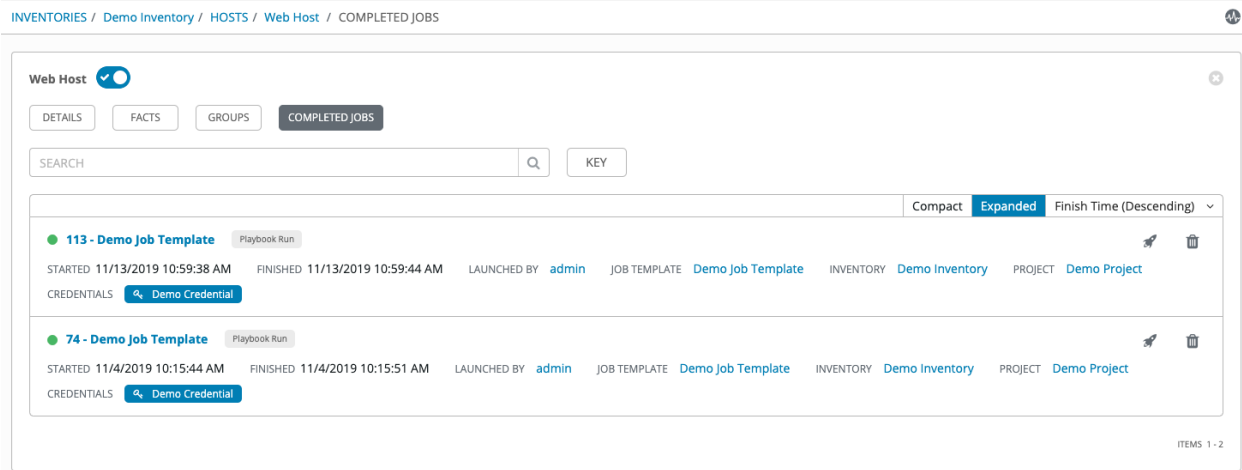 INVENTORIES / Demo Inventory / HOSTS / Web Host / COMPLETED JOBS
Web Host
DETAILS FACTS GROUPS COMPLETED JOBS
SEARCH KEY
Compact Expanded Finish Time (Descending)
113 - Demo Job Template Playbook Run
STARTED 11/13/2019 10:59:38 AM FINISHED 11/13/2019 10:59:44 AM LAUNCHED BY admin JOB TEMPLATE Demo Job Template INVENTORY Demo Inventory PROJECT Demo Project
CREDENTIALS Demo Credential
74 - Demo Job Template Playbook Run
STARTED 11/4/2019 10:15:44 AM FINISHED 11/4/2019 10:15:51 AM LAUNCHED BY admin JOB TEMPLATE Demo Job Template INVENTORY Demo Inventory PROJECT Demo Project
CREDENTIALS Demo Credential
ITEMS 1 - 2